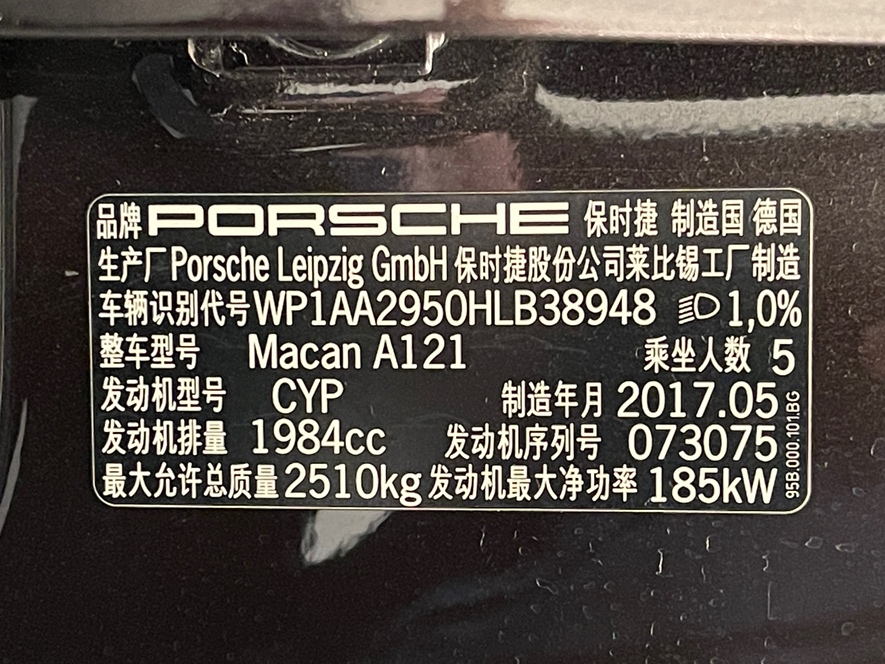 品牌 PORSCHE 保时捷 制造国 德国
生产厂 Porsche Leipzig GmbH 保时捷股份公司莱比锡工厂制造
车辆识别代号 WP1AA2950HLB38948 1,0%
整车型号 Macan A121 乘坐人数 5
发动机型号 CYP 制造年月 2017.05
发动机排量 1984cc 发动机序列号 073075
最大允许总质量 2510kg 发动机最大净功率 185kW
95B.000.101.BG